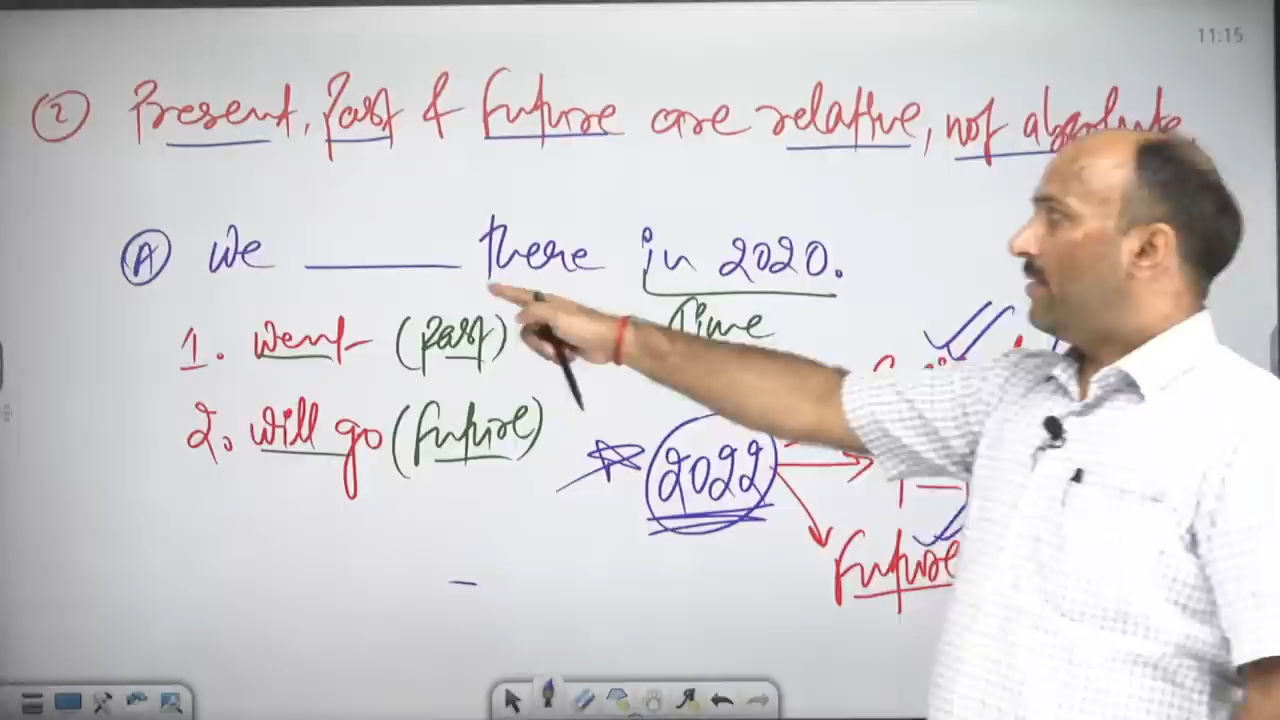 11:15
② Present, Past & Future are relative, not absolute.
Ⓐ We ______ there in 2020.
Time
1. went (Past)
2. will go (Future)
2022
Future